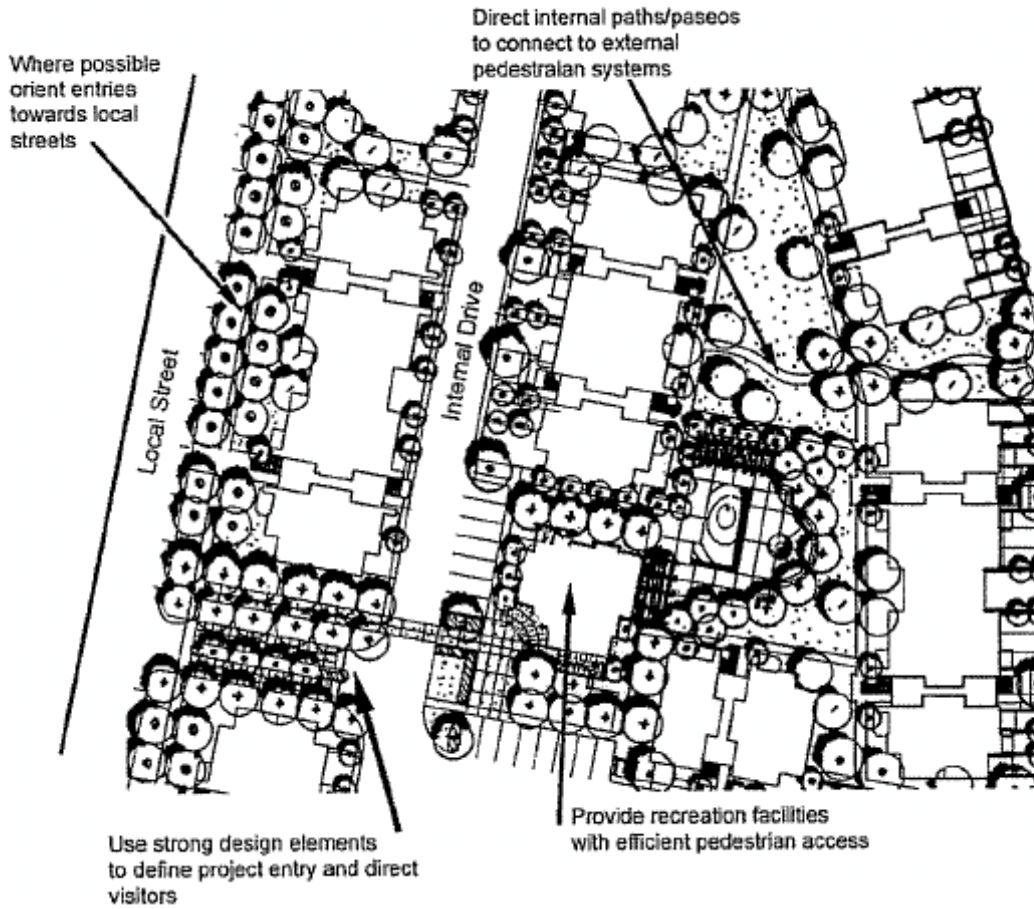 Direct internal paths/paseos
to connect to external
pedestraian systems
Where possible
orient entries
towards local
streets
Local Street
Internal Drive
Use strong design elements
to define project entry and direct
visitors
Provide recreation facilities
with efficient pedestrian access